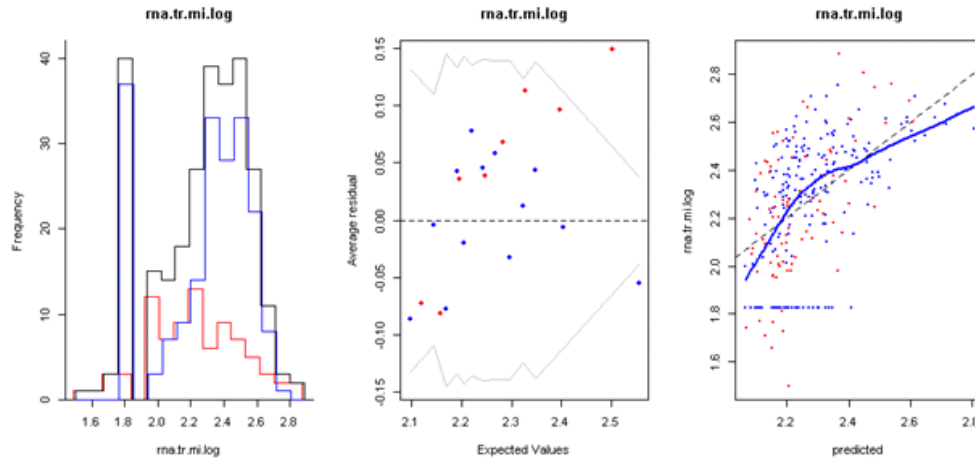 rna.tr.mi.log
Frequency
40
30
20
10
0
1.6 1.8 2.0 2.2 2.4 2.6 2.8
rna.tr.mi.log
rna.tr.mi.log
Average residual
0.15
0.10
0.05
0.00
-0.05
-0.10
-0.15
2.1 2.2 2.3 2.4 2.5
Expected Values
rna.tr.mi.log
rna.tr.mi.log
2.8
2.6
2.4
2.2
2.0
1.8
1.6
2.2 2.4 2.6 2.8
predicted